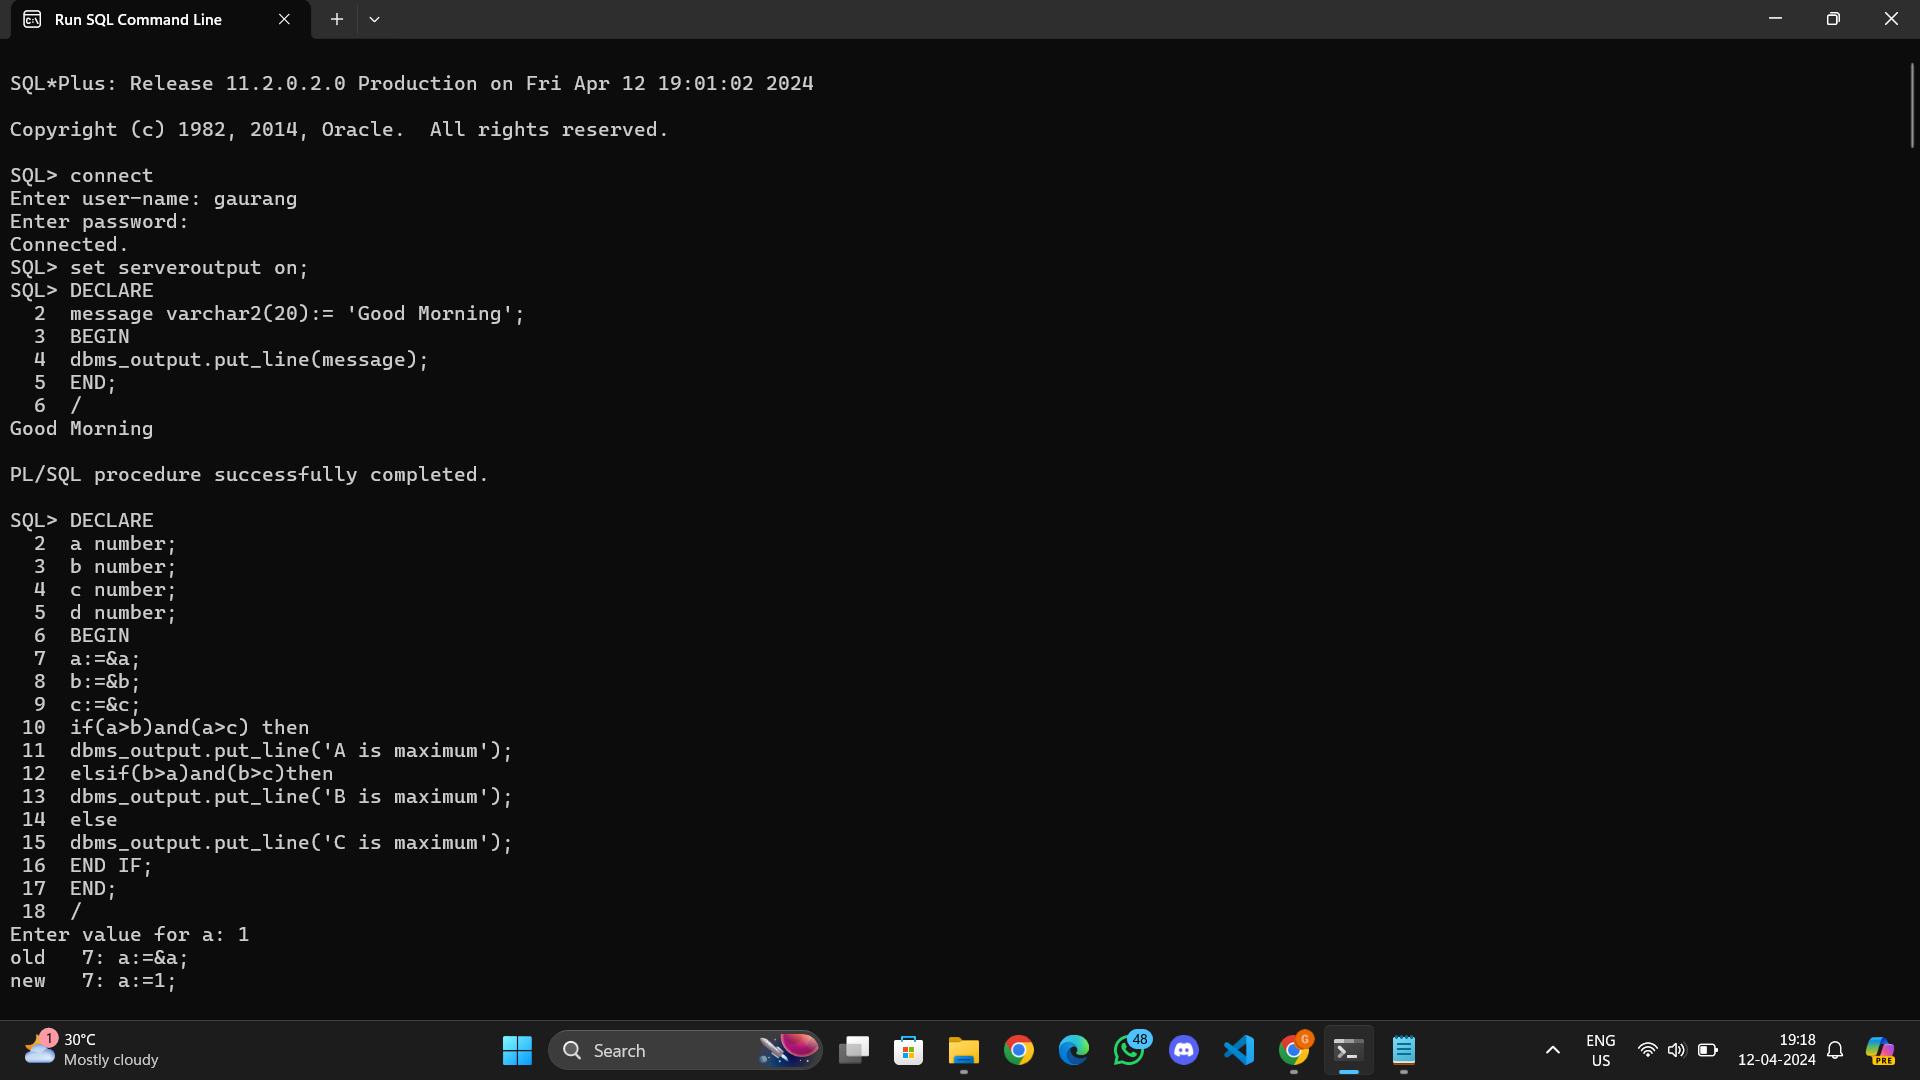 Run SQL Command Line
SQL*Plus: Release 11.2.0.2.0 Production on Fri Apr 12 19:01:02 2024
Copyright (c) 1982, 2014, Oracle.  All rights reserved.
SQL> connect
Enter user-name: gaurang
Enter password:
Connected.
SQL> set serveroutput on;
SQL> DECLARE
  2  message varchar2(20):= 'Good Morning';
  3  BEGIN
  4  dbms_output.put_line(message);
  5  END;
  6  /
Good Morning
PL/SQL procedure successfully completed.
SQL> DECLARE
  2  a number;
  3  b number;
  4  c number;
  5  d number;
  6  BEGIN
  7  a:=&a;
  8  b:=&b;
  9  c:=&c;
 10  if(a>b)and(a>c) then
 11  dbms_output.put_line('A is maximum');
 12  elsif(b>a)and(b>c)then
 13  dbms_output.put_line('B is maximum');
 14  else
 15  dbms_output.put_line('C is maximum');
 16  END IF;
 17  END;
 18  /
Enter value for a: 1
old   7: a:=&a;
new   7: a:=1;
1
30°C
Mostly cloudy
Search
48
G
ENG
US
19:18
12-04-2024
PRE